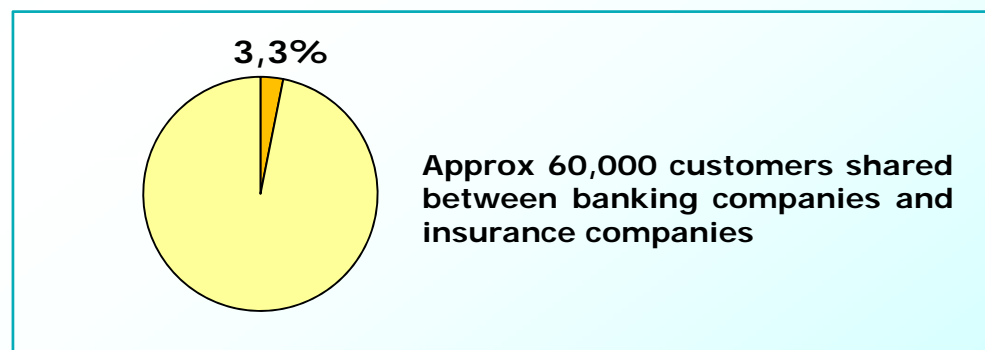 3,3%
Approx 60,000 customers shared
between banking companies and
insurance companies